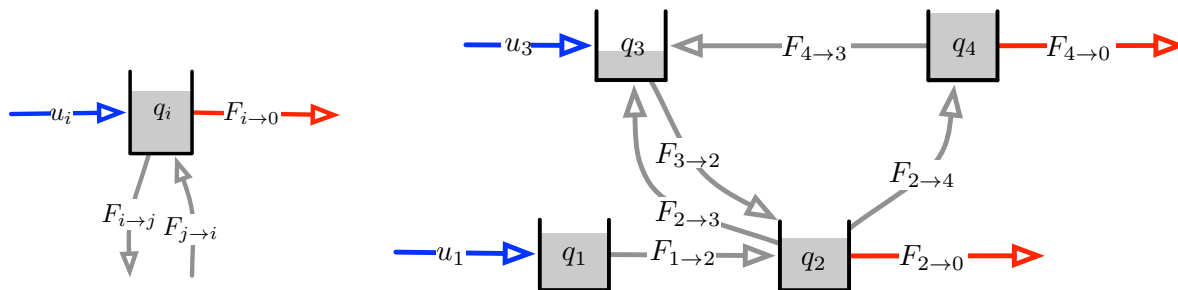 u_i
q_i
F_{i→0}
F_{i→j}
F_{j→i}
u_3
q_3
F_{4→3}
q_4
F_{4→0}
F_{3→2}
F_{2→4}
F_{2→3}
u_1
q_1
F_{1→2}
q_2
F_{2→0}